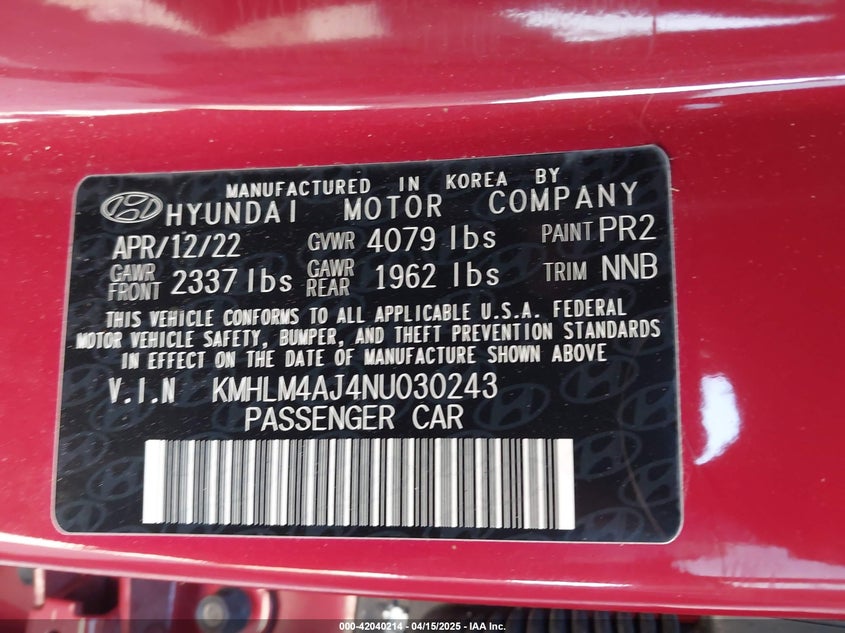 MANUFACTURED IN KOREA BY
HYUNDAI MOTOR COMPANY
APR/12/22 GVWR 4079 lbs PAINT PR2
GAWR FRONT 2337 lbs GAWR REAR 1962 lbs TRIM NNB
THIS VEHICLE CONFORMS TO ALL APPLICABLE U.S.A. FEDERAL
MOTOR VEHICLE SAFETY, BUMPER, AND THEFT PREVENTION STANDARDS
IN EFFECT ON THE DATE OF MANUFACTURE SHOWN ABOVE
V.I.N KMHLM4AJ4NU030243
PASSENGER CAR
000-42040214 - 04/15/2025 - IAA Inc.